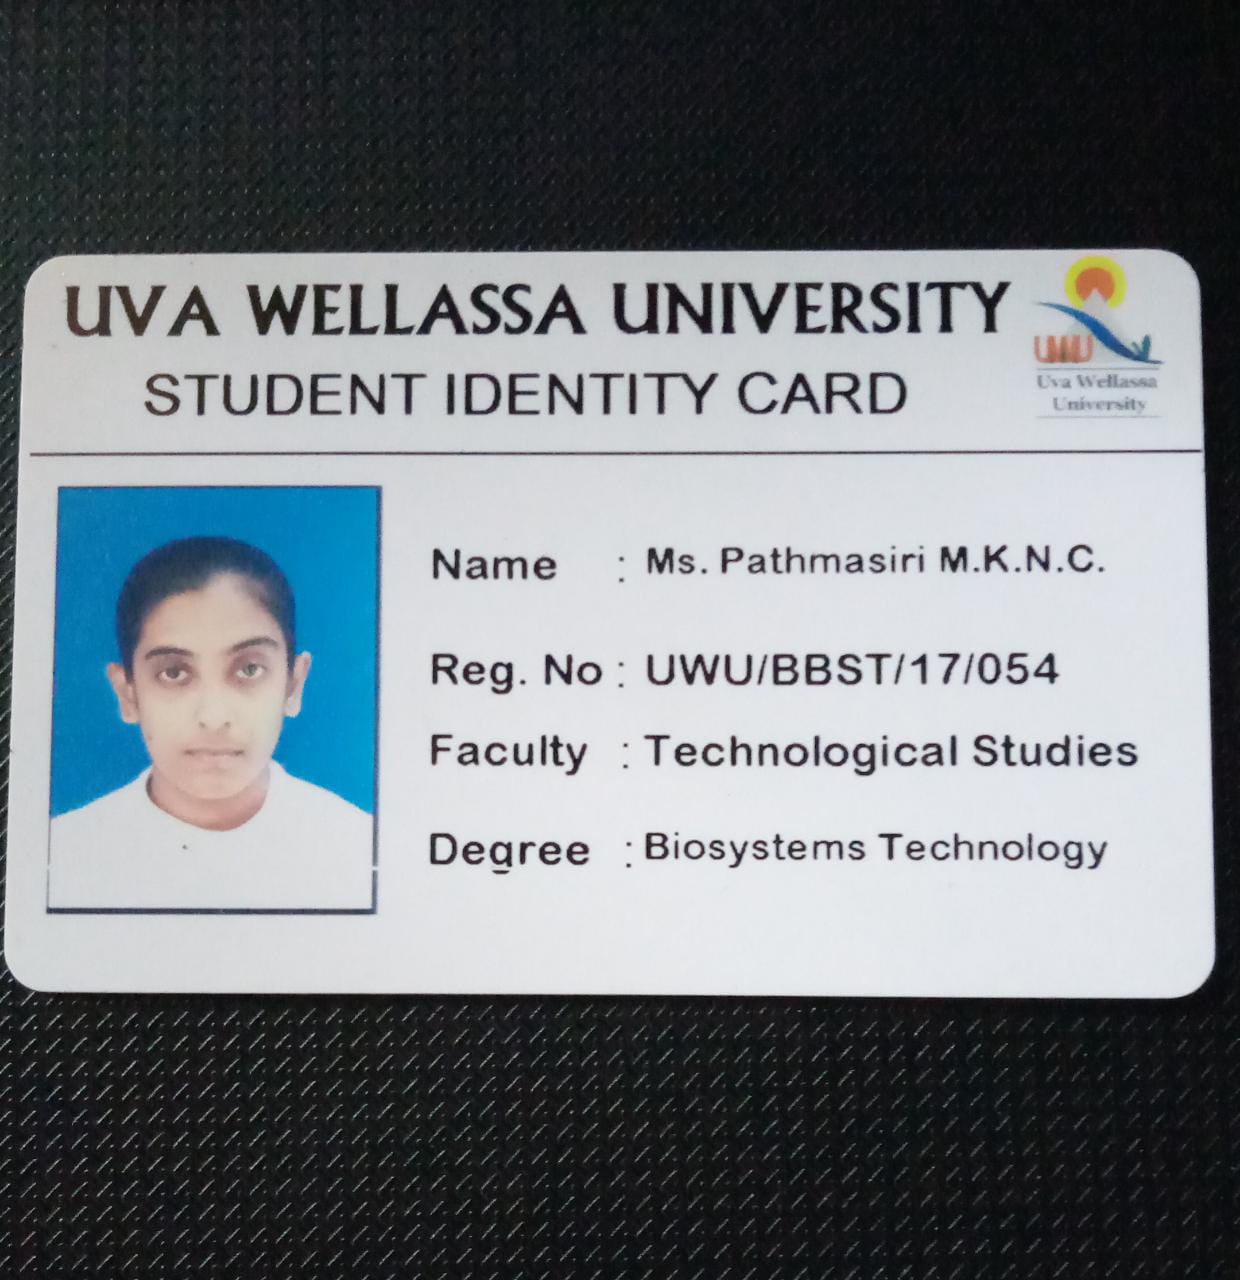 UVA WELLASSA UNIVERSITY
STUDENT IDENTITY CARD
UWU
Uva Wellassa
University
Name : Ms. Pathmasiri M.K.N.C.
Reg. No : UWU/BBST/17/054
Faculty : Technological Studies
Degree : Biosystems Technology